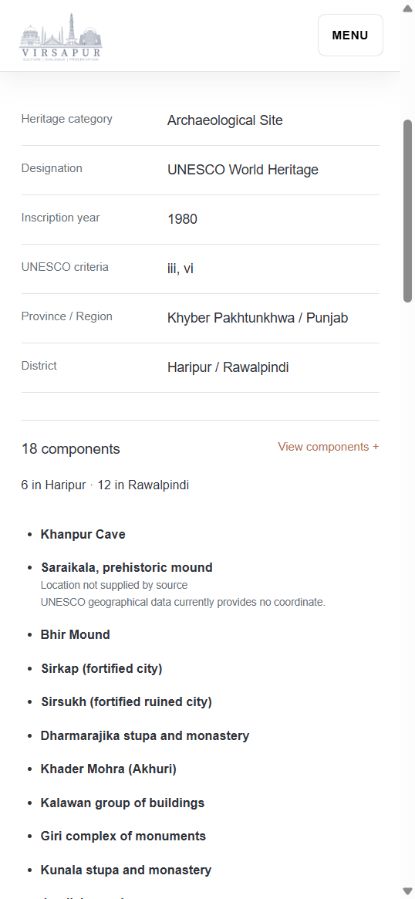 VIRSAPUR
MENU
Heritage category
Archaeological Site
Designation
UNESCO World Heritage
Inscription year
1980
UNESCO criteria
iii, vi
Province / Region
Khyber Pakhtunkhwa / Punjab
District
Haripur / Rawalpindi
18 components
View components +
6 in Haripur · 12 in Rawalpindi
• Khanpur Cave
• Saraikala, prehistoric mound
Location not supplied by source
UNESCO geographical data currently provides no coordinate.
• Bhir Mound
• Sirkap (fortified city)
• Sirsukh (fortified ruined city)
• Dharmarajika stupa and monastery
• Khader Mohra (Akhuri)
• Kalawan group of buildings
• Giri complex of monuments
• Kunala stupa and monastery